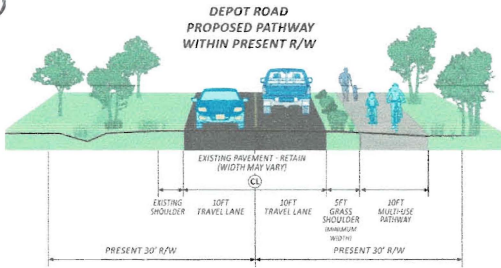 DEPOT ROAD
PROPOSED PATHWAY
WITHIN PRESENT R/W
EXISTING PAVEMENT - RETAIN
(WIDTH MAY VARY)
CL
EXISTING
SHOULDER
10FT
TRAVEL LANE
10FT
TRAVEL LANE
5FT
GRASS
SHOULDER
(MINIMUM
WIDTH)
10FT
MULTI-USE
PATHWAY
PRESENT 30' R/W
PRESENT 30' R/W